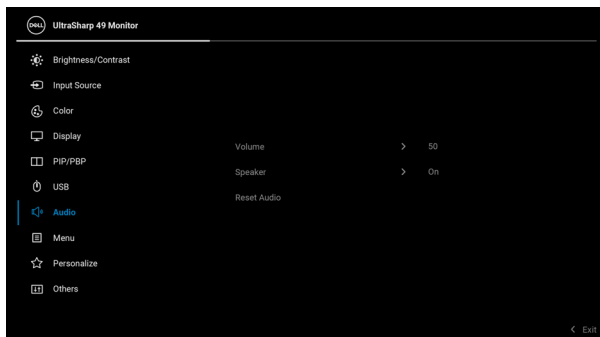 DELL UltraSharp 49 Monitor
Brightness/Contrast
Input Source
Color
Display
Volume 50
PIP/PBP
Speaker On
USB
Reset Audio
Audio
Menu
Personalize
Others
Exit